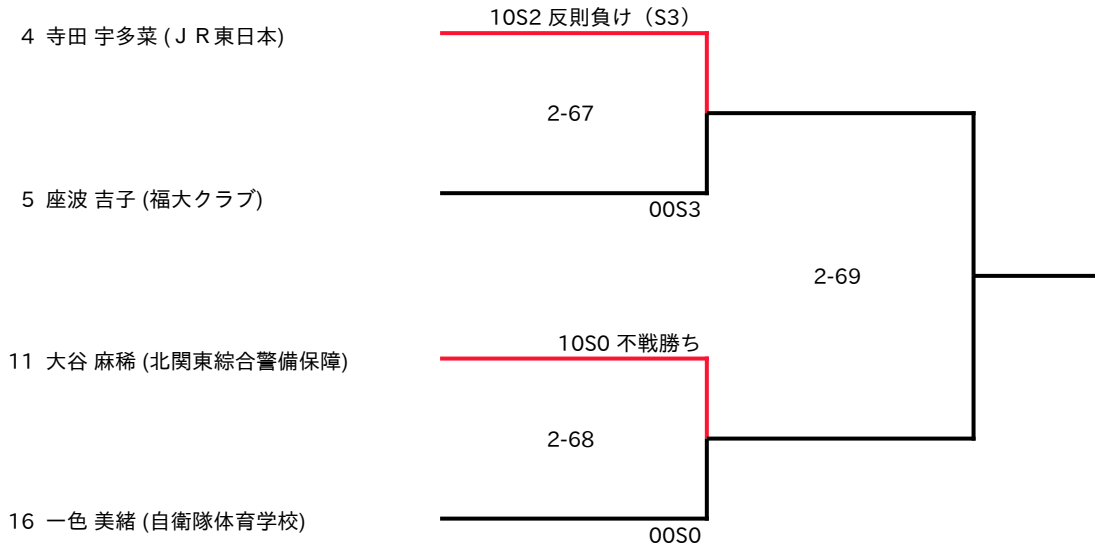 10S2 反則負け（S3）
4 寺田 宇多菜 (ＪＲ東日本)
2-67
5 座波 吉子 (福大クラブ)
00S3
2-69
10S0 不戦勝ち
11 大谷 麻稀 (北関東綜合警備保障)
2-68
16 一色 美緒 (自衛隊体育学校)
00S0